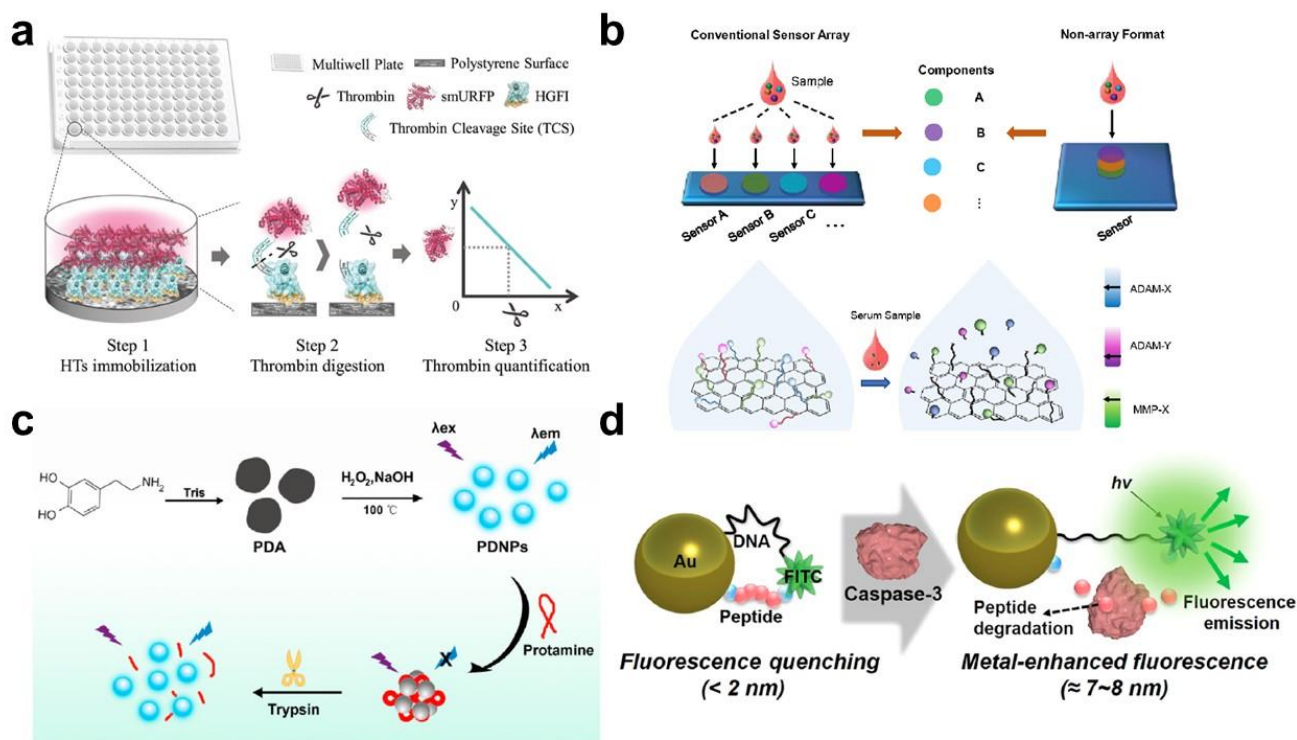 a
Multiwell Plate
Polystyrene Surface
Thrombin
smURFP
HGFI
Thrombin Cleavage Site (TCS)
y
0
x
Step 1
HTs immobilization
Step 2
Thrombin digestion
Step 3
Thrombin quantification
b
Conventional Sensor Array
Non-array Format
Sample
Components
A
B
C
⋮
Sensor A
Sensor B
Sensor C
...
Sensor
Serum Sample
ADAM-X
ADAM-Y
MMP-X
c
HO
HO
NH₂
Tris
PDA
H₂O₂,NaOH
100 ℃
λex
λem
PDNPs
Protamine
X
Trypsin
d
Au
DNA
FITC
Peptide
Caspase-3
hv
Peptide
degradation
Fluorescence
emission
Fluorescence quenching
(< 2 nm)
Metal-enhanced fluorescence
(≈ 7~8 nm)